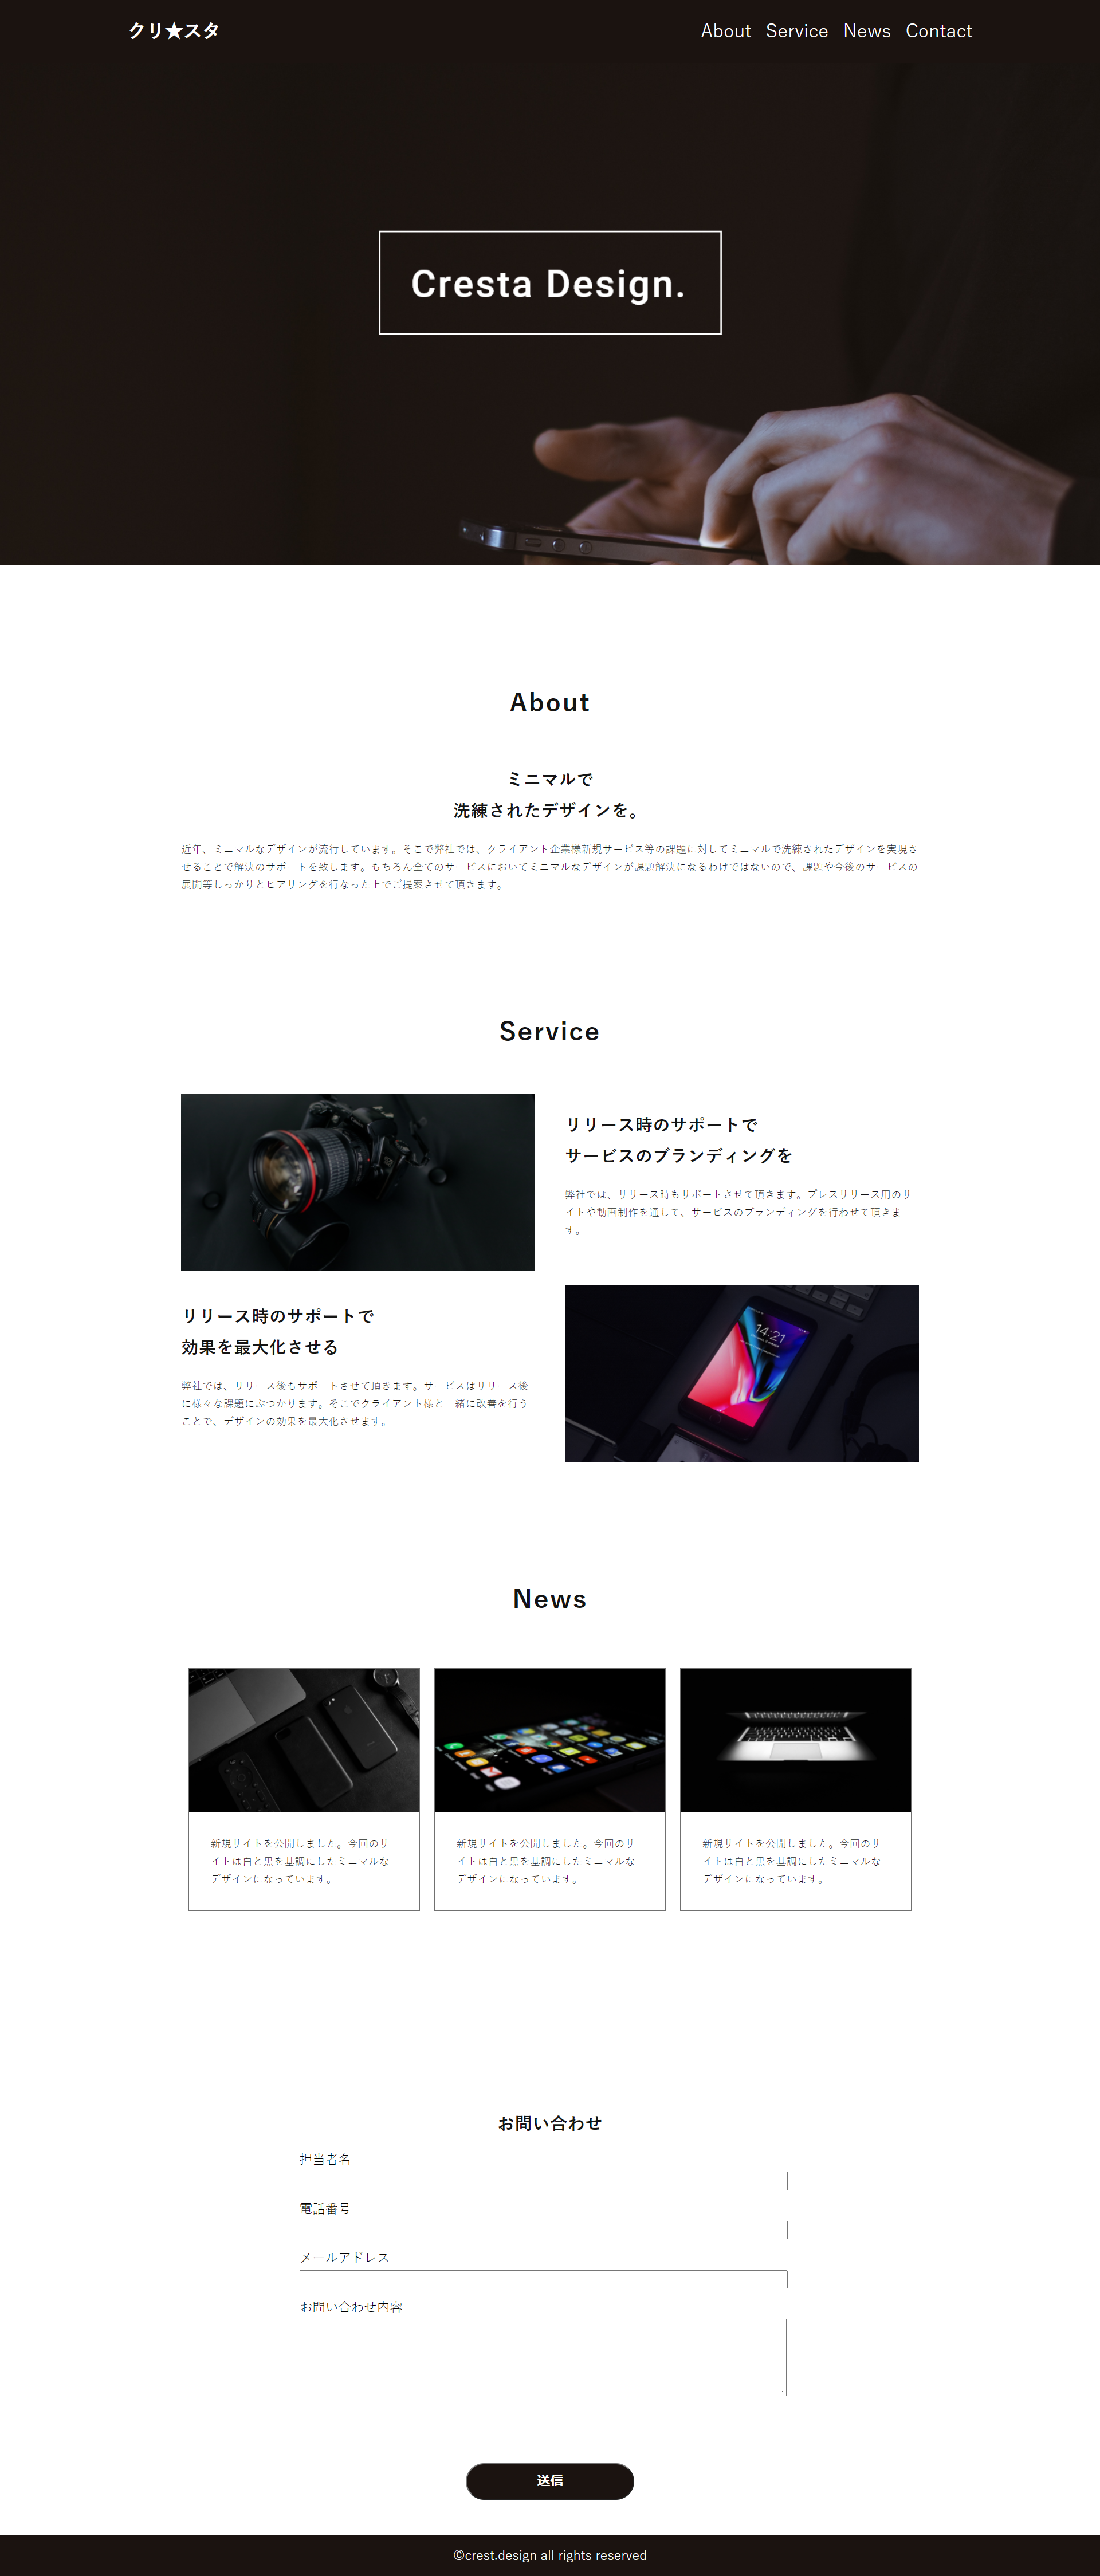 クリ★スタ
About Service News Contact
Cresta Design.
About
ミニマルで
洗練されたデザインを。
近年、ミニマルなデザインが流行しています。そこで弊社では、クライアント企業様新規サービス等の課題に対してミニマルで洗練されたデザインを実現さ
せることで解決のサポートを致します。もちろん全てのサービスにおいてミニマルなデザインが課題解決になるわけではないので、課題や今後のサービスの
展開等しっかりとヒアリングを行なった上でご提案させて頂きます。
Service
リリース時のサポートで
サービスのブランディングを
弊社では、リリース時もサポートさせて頂きます。プレスリリース用のサ
イトや動画制作を通して、サービスのブランディングを行わせて頂きま
す。
リリース時のサポートで
効果を最大化させる
弊社では、リリース後もサポートさせて頂きます。サービスはリリース後
に様々な課題にぶつかります。そこでクライアント様と一緒に改善を行う
ことで、デザインの効果を最大化させます。
14:21
News
新規サイトを公開しました。今回のサ
イトは白と黒を基調にしたミニマルな
デザインになっています。
新規サイトを公開しました。今回のサ
イトは白と黒を基調にしたミニマルな
デザインになっています。
新規サイトを公開しました。今回のサ
イトは白と黒を基調にしたミニマルな
デザインになっています。
お問い合わせ
担当者名
電話番号
メールアドレス
お問い合わせ内容
送信
©crest.design all rights reserved